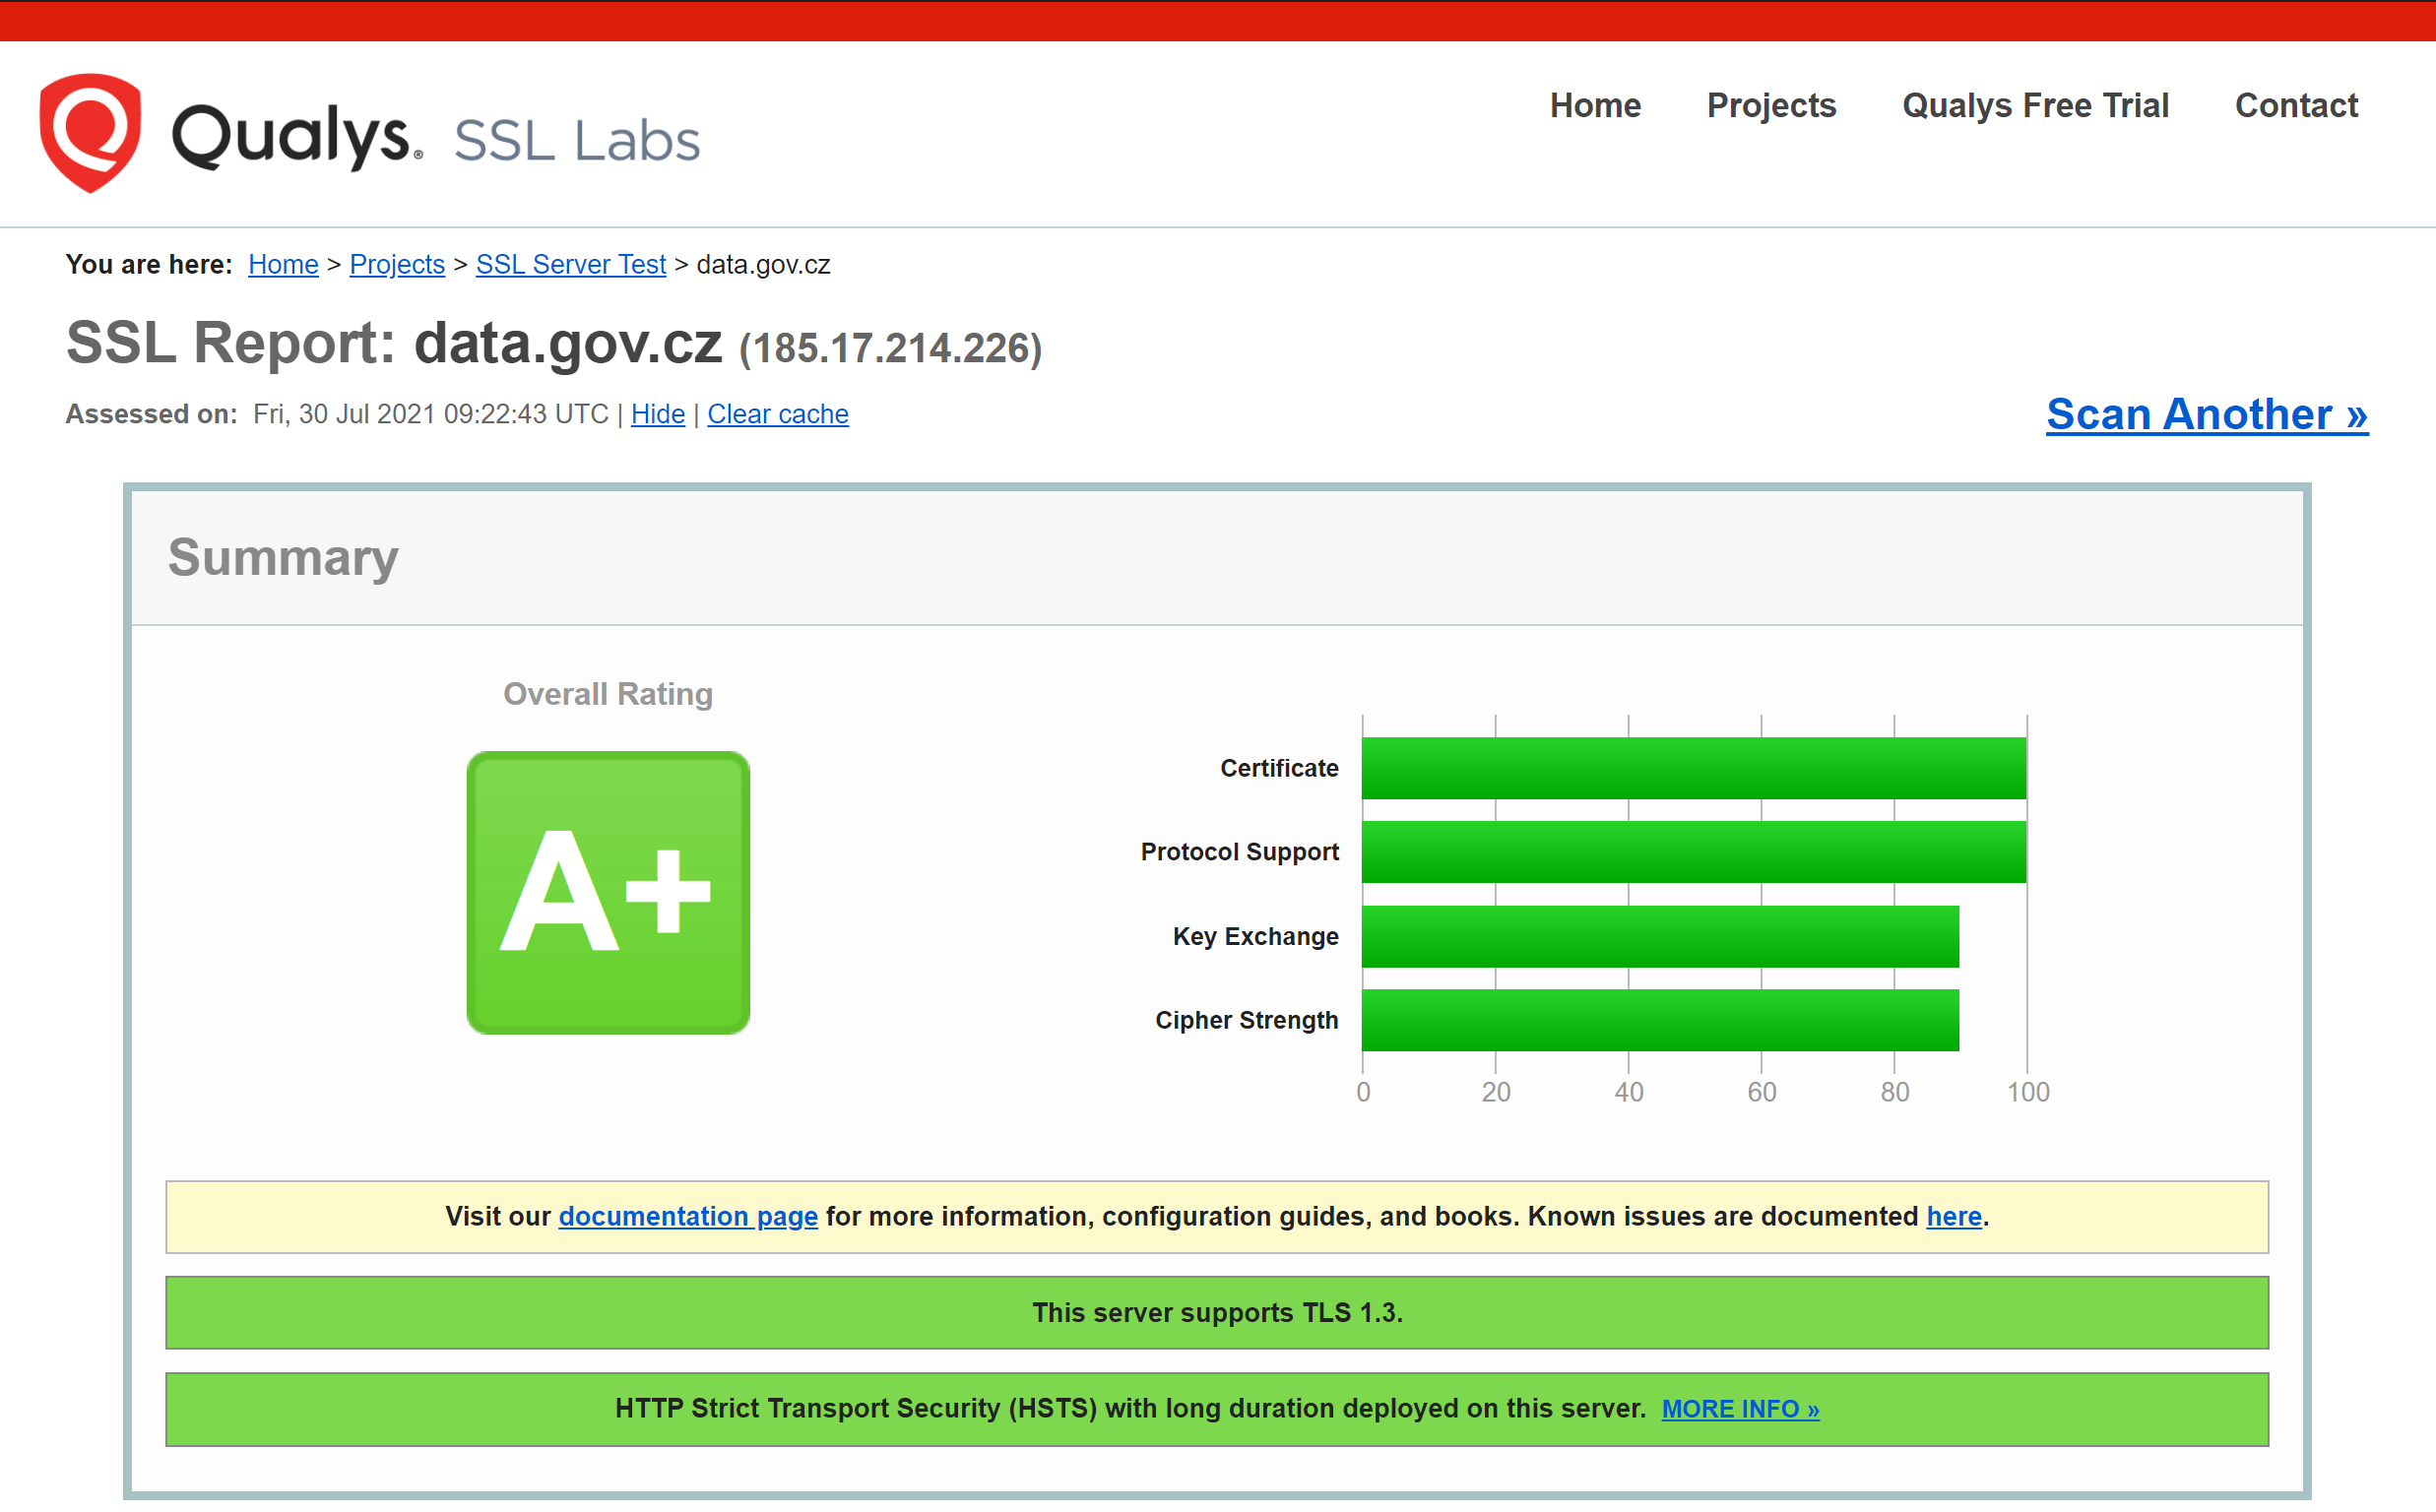 Qualys® SSL Labs
Home Projects Qualys Free Trial Contact
You are here: Home > Projects > SSL Server Test > data.gov.cz
SSL Report: data.gov.cz (185.17.214.226)
Assessed on: Fri, 30 Jul 2021 09:22:43 UTC | Hide | Clear cache
Scan Another »
Summary
Overall Rating
A+
Certificate
Protocol Support
Key Exchange
Cipher Strength
0 20 40 60 80 100
Visit our documentation page for more information, configuration guides, and books. Known issues are documented here.
This server supports TLS 1.3.
HTTP Strict Transport Security (HSTS) with long duration deployed on this server. MORE INFO »